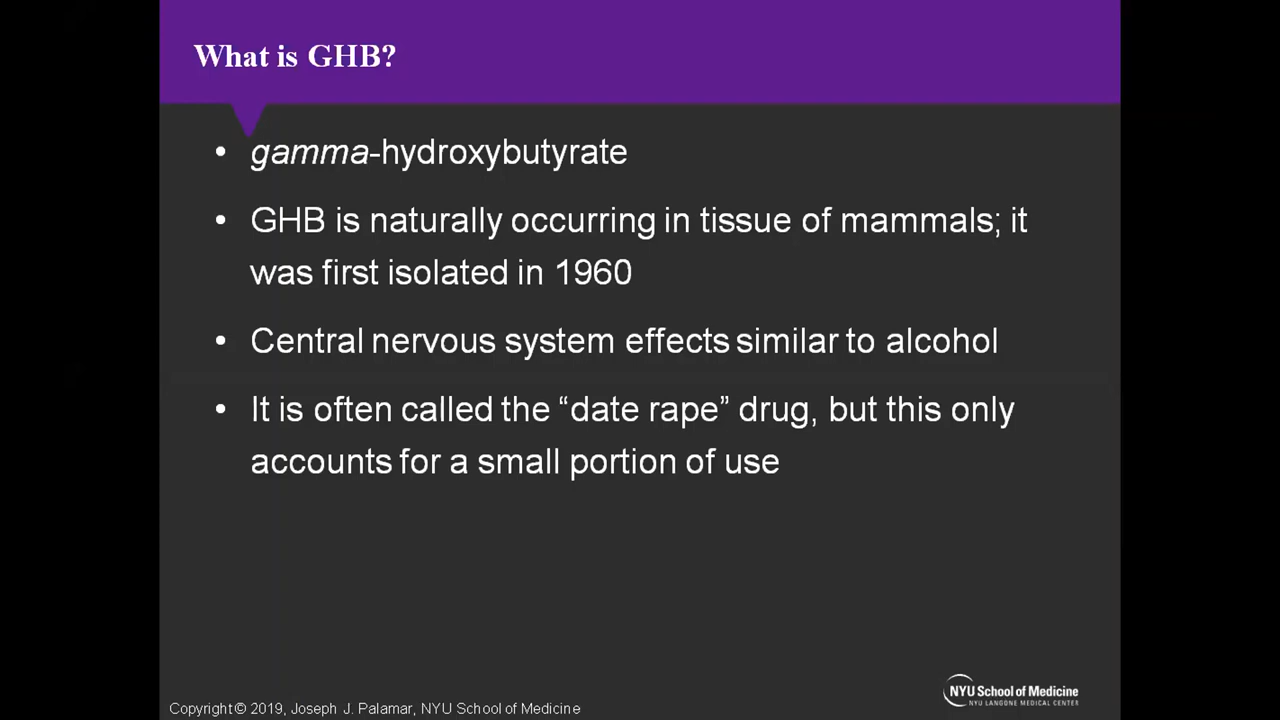 What is GHB?
• gamma-hydroxybutyrate
• GHB is naturally occurring in tissue of mammals; it
was first isolated in 1960
• Central nervous system effects similar to alcohol
• It is often called the “date rape” drug, but this only
accounts for a small portion of use
NYU School of Medicine
NYU LANGONE MEDICAL CENTER
Copyright © 2019, Joseph J. Palamar, NYU School of Medicine